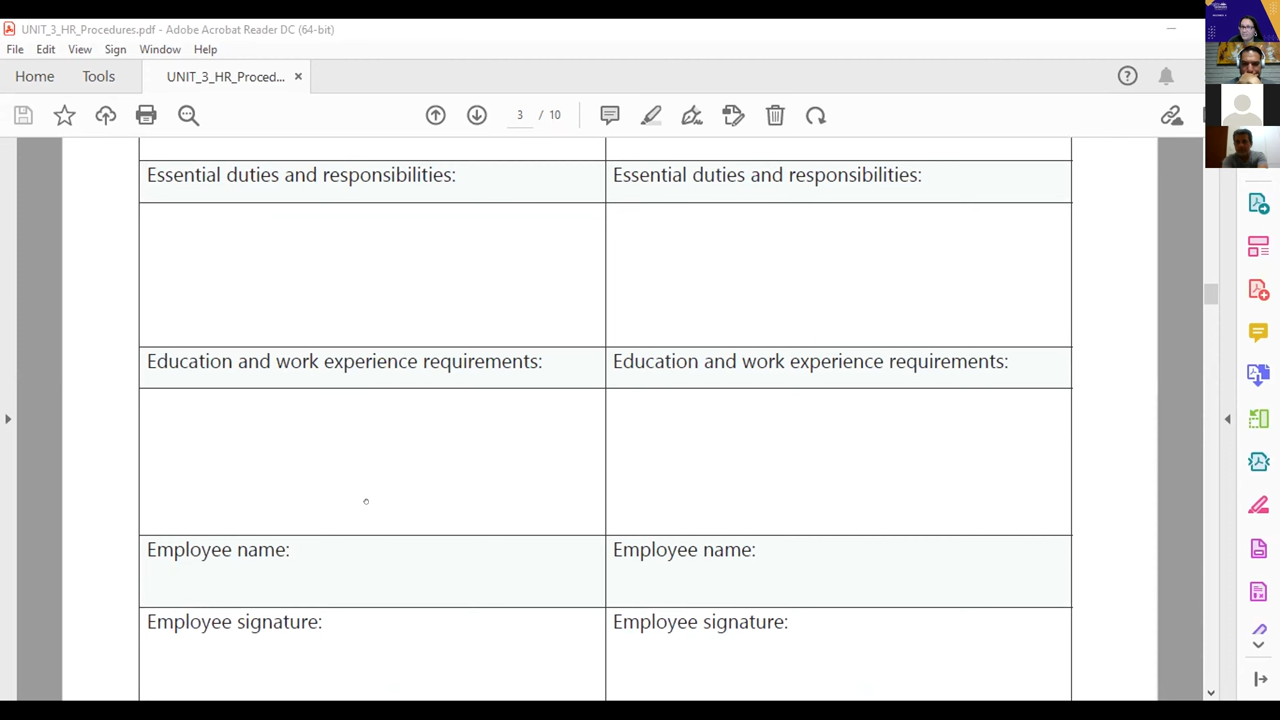 UNIT_3_HR_Procedures.pdf - Adobe Acrobat Reader DC (64-bit)
File Edit View Sign Window Help
Home Tools UNIT_3_HR_Proced... ×
3 / 10
Essential duties and responsibilities: Essential duties and responsibilities:
Education and work experience requirements: Education and work experience requirements:
Employee name: Employee name:
Employee signature: Employee signature: